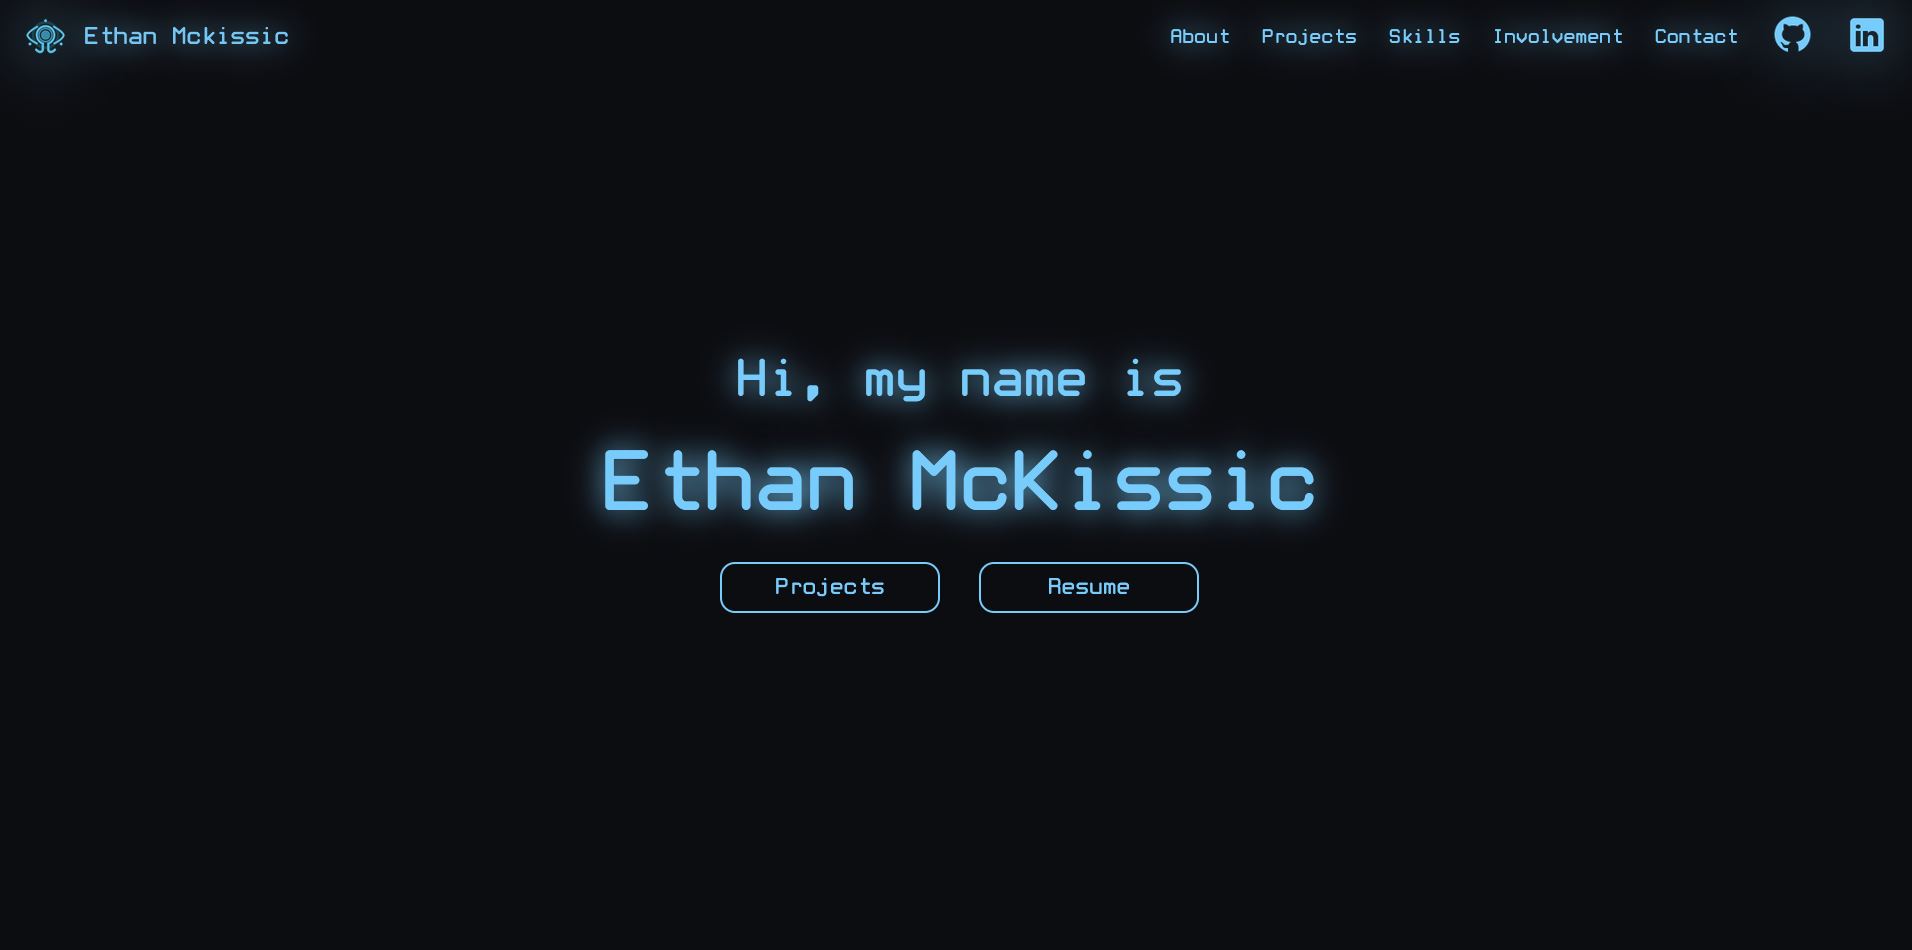 Ethan Mckissic
About Projects Skills Involvement Contact in
Hi, my name is
Ethan McKissic
Projects Resume